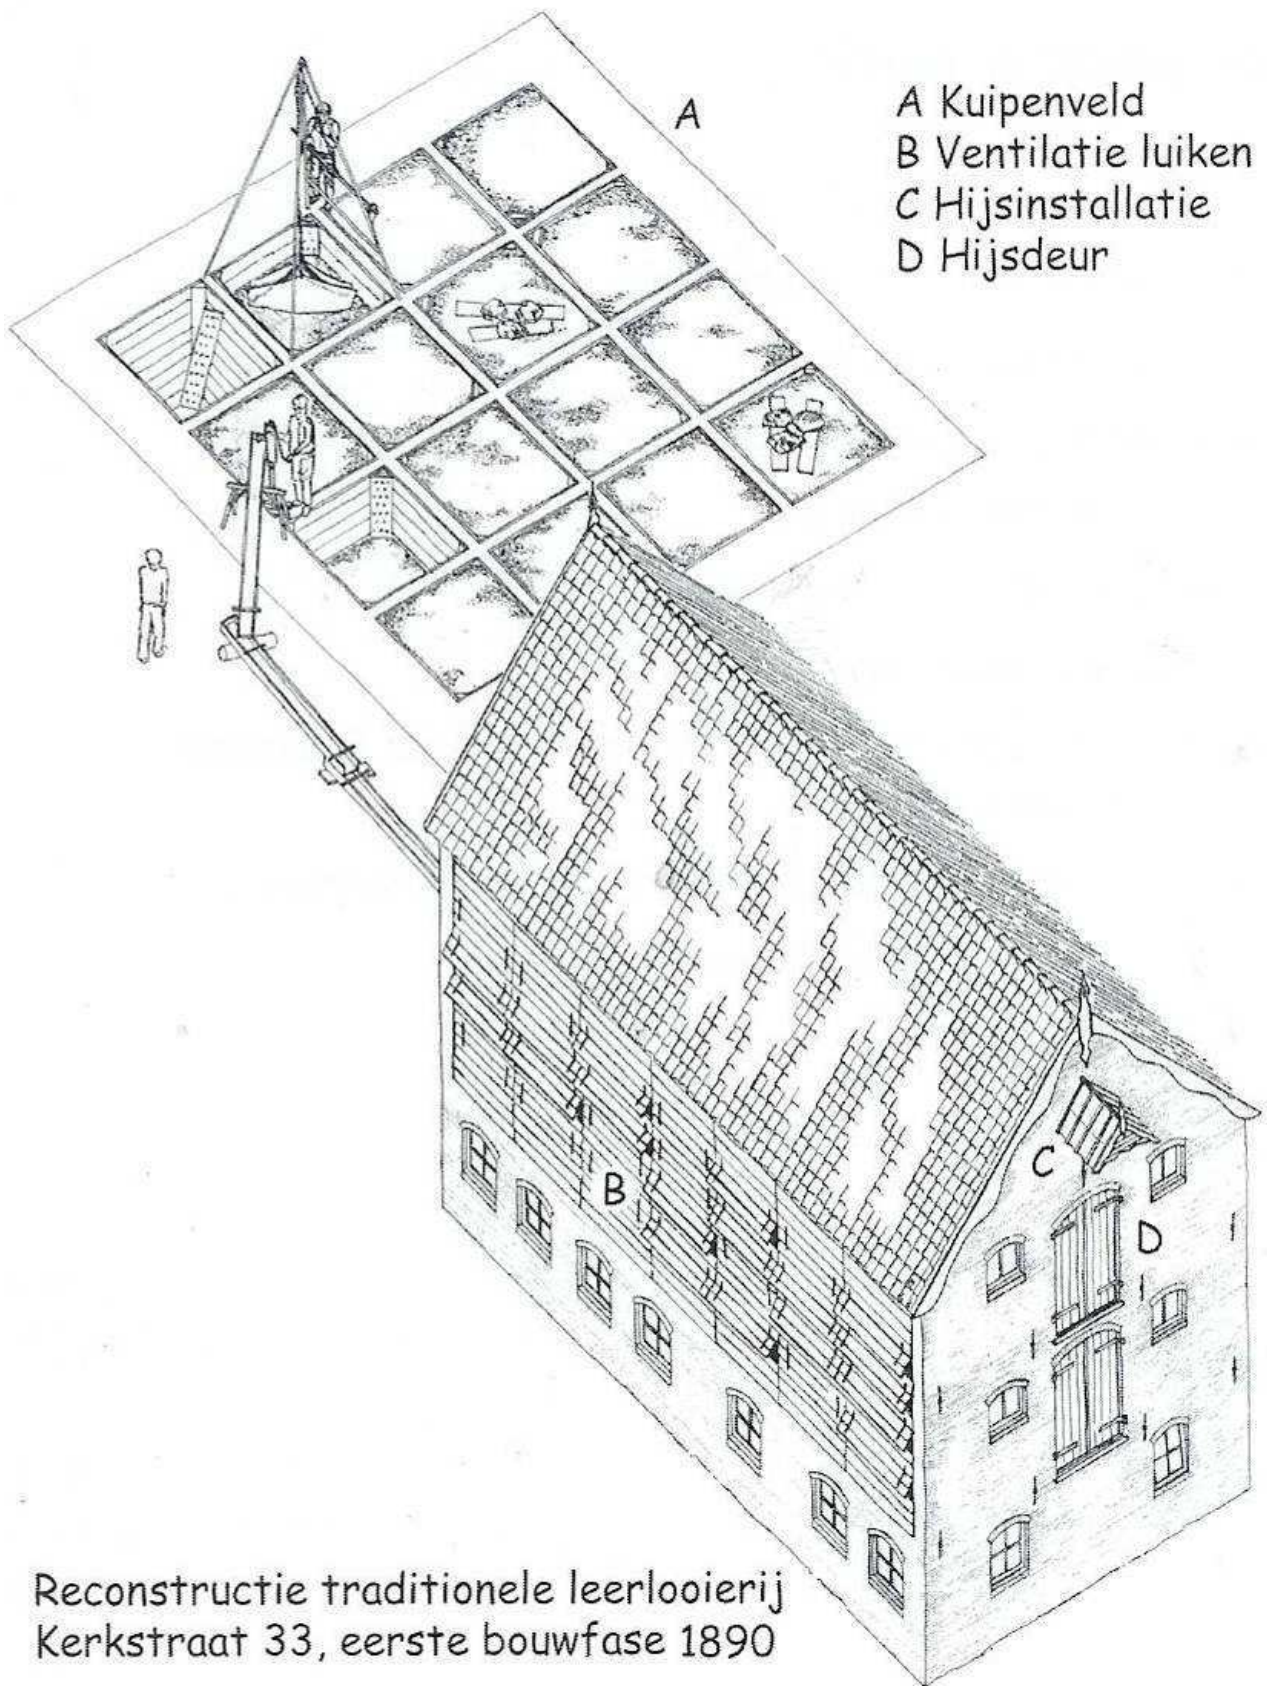 A Kuipenveld
B Ventilatie luiken
C Hijsinstallatie
D Hijsdeur
A
B
C
D
Reconstructie traditionele leerlooierij
Kerkstraat 33, eerste bouwfase 1890